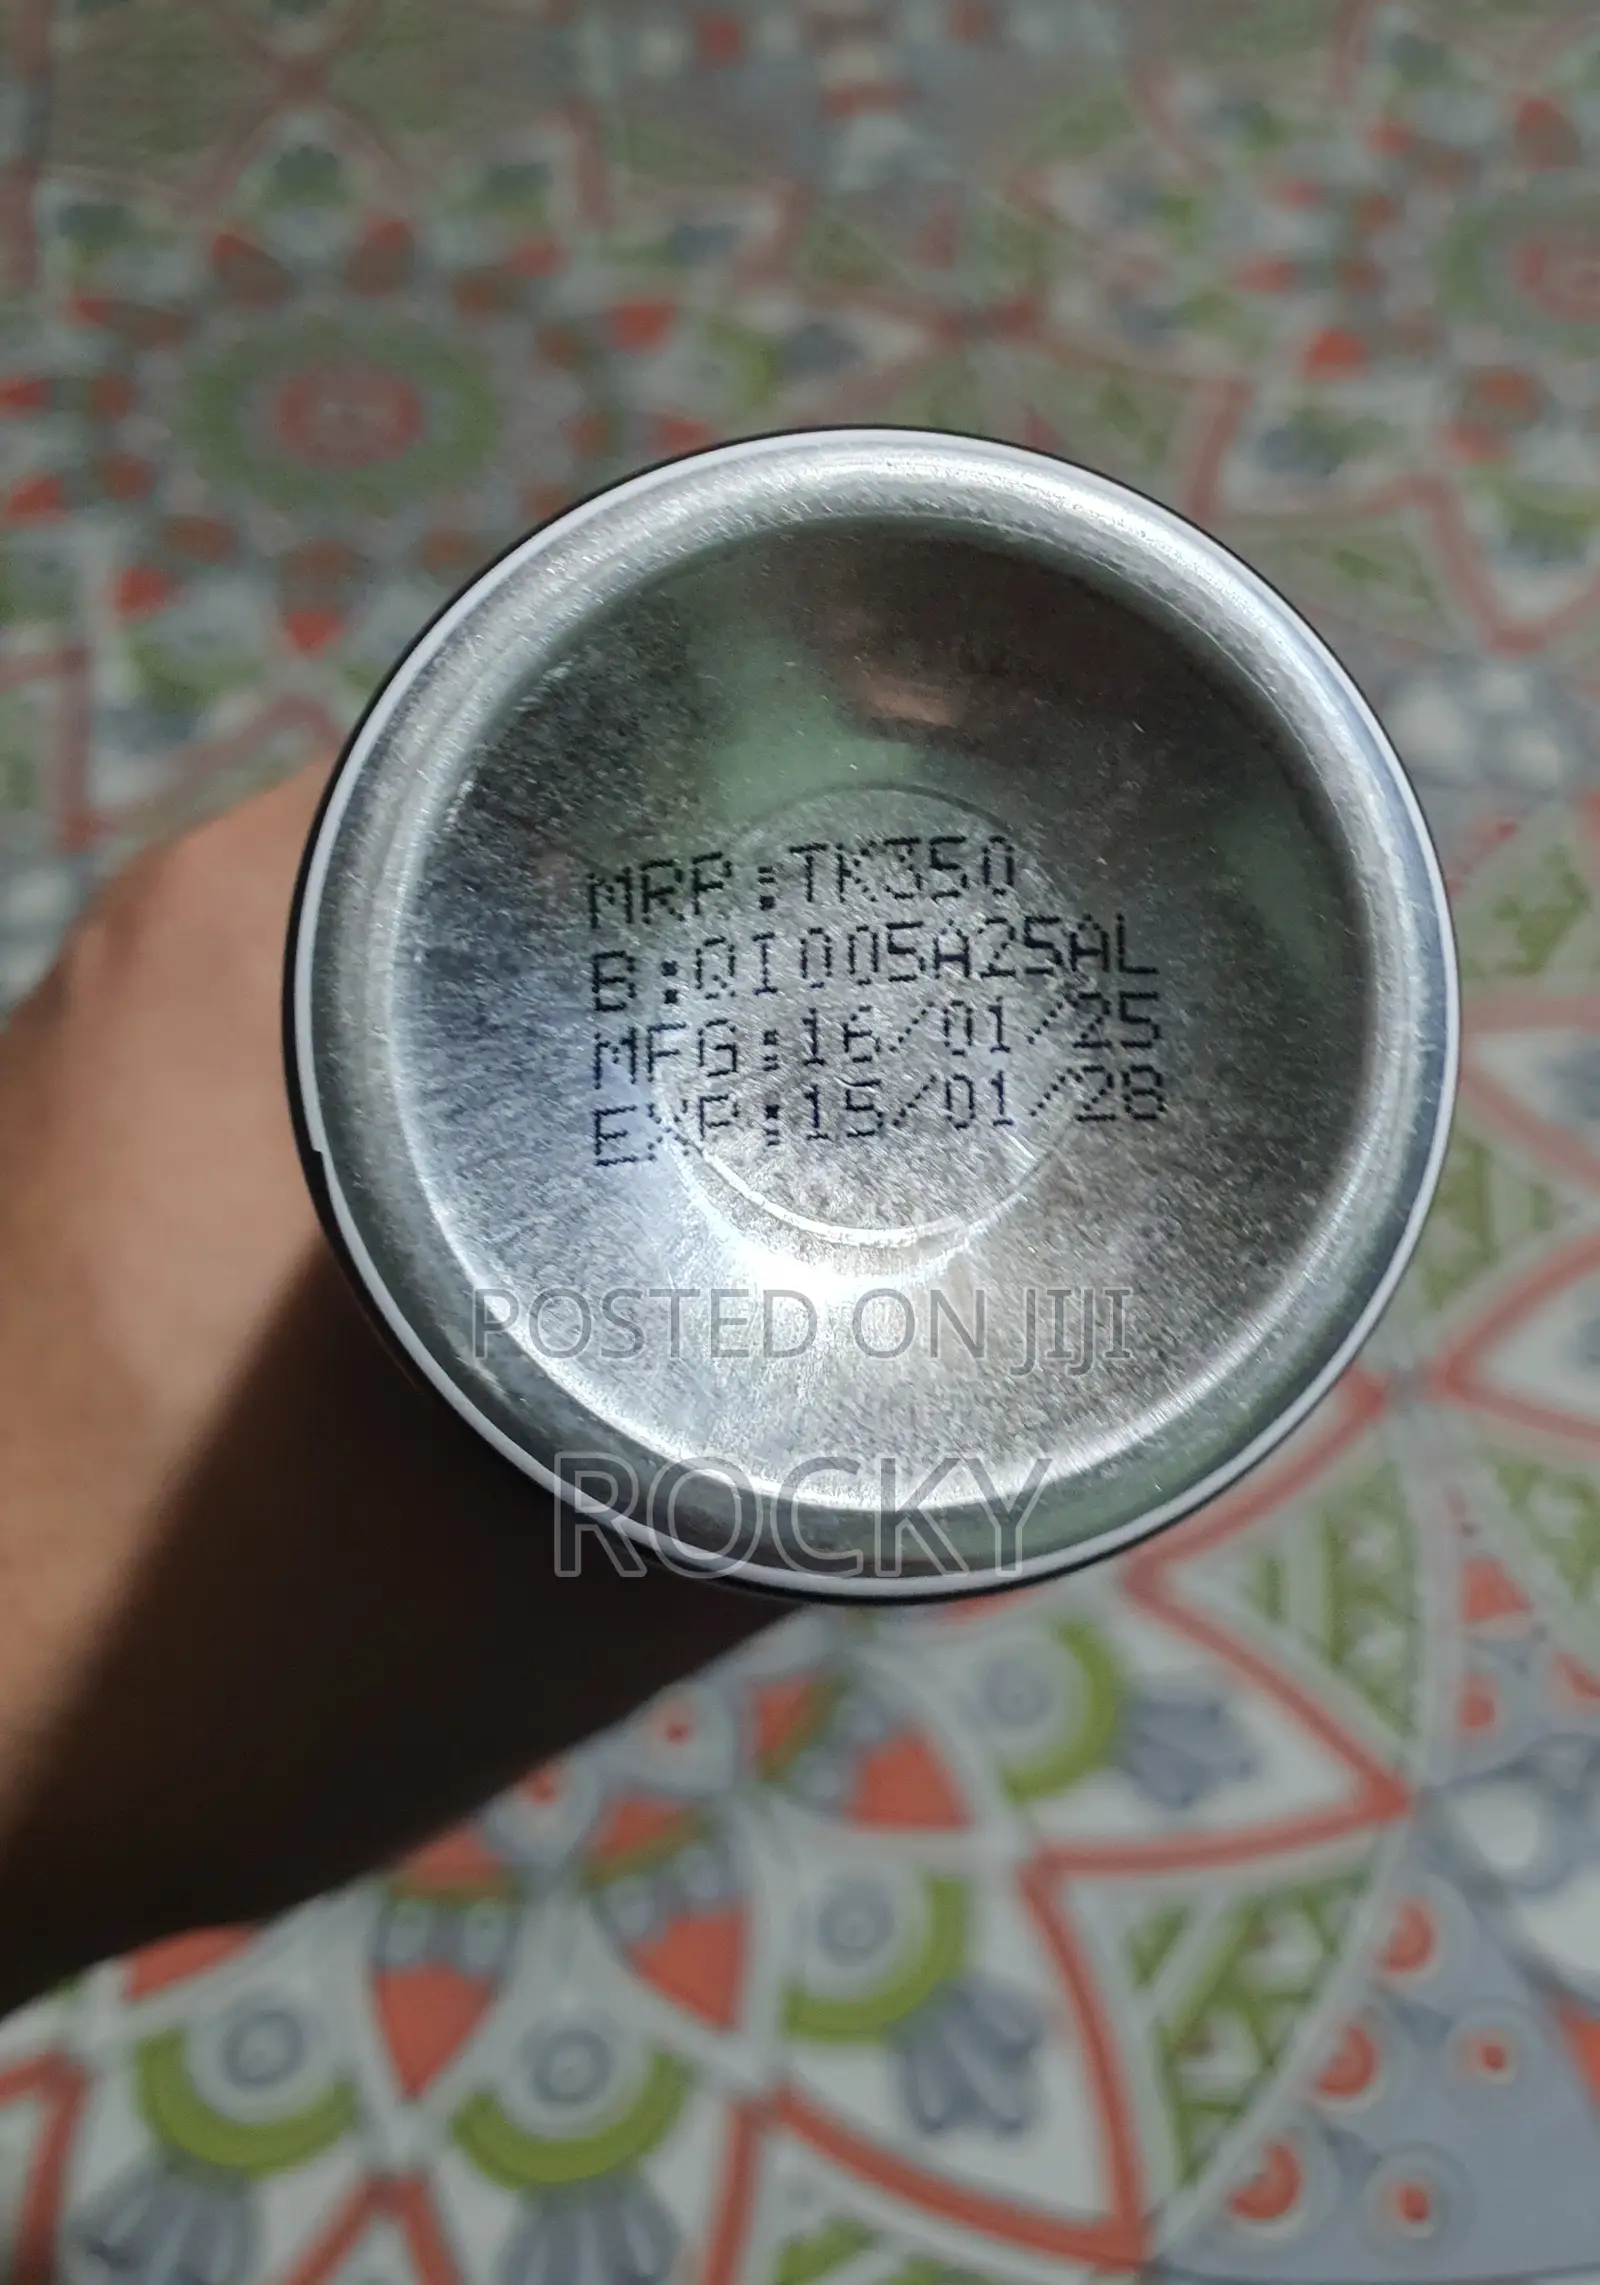 MRP:TK350
B:QI005A25AL
MFG:16/01/25
EXP:15/01/28
POSTED ON JIJI
ROCKY